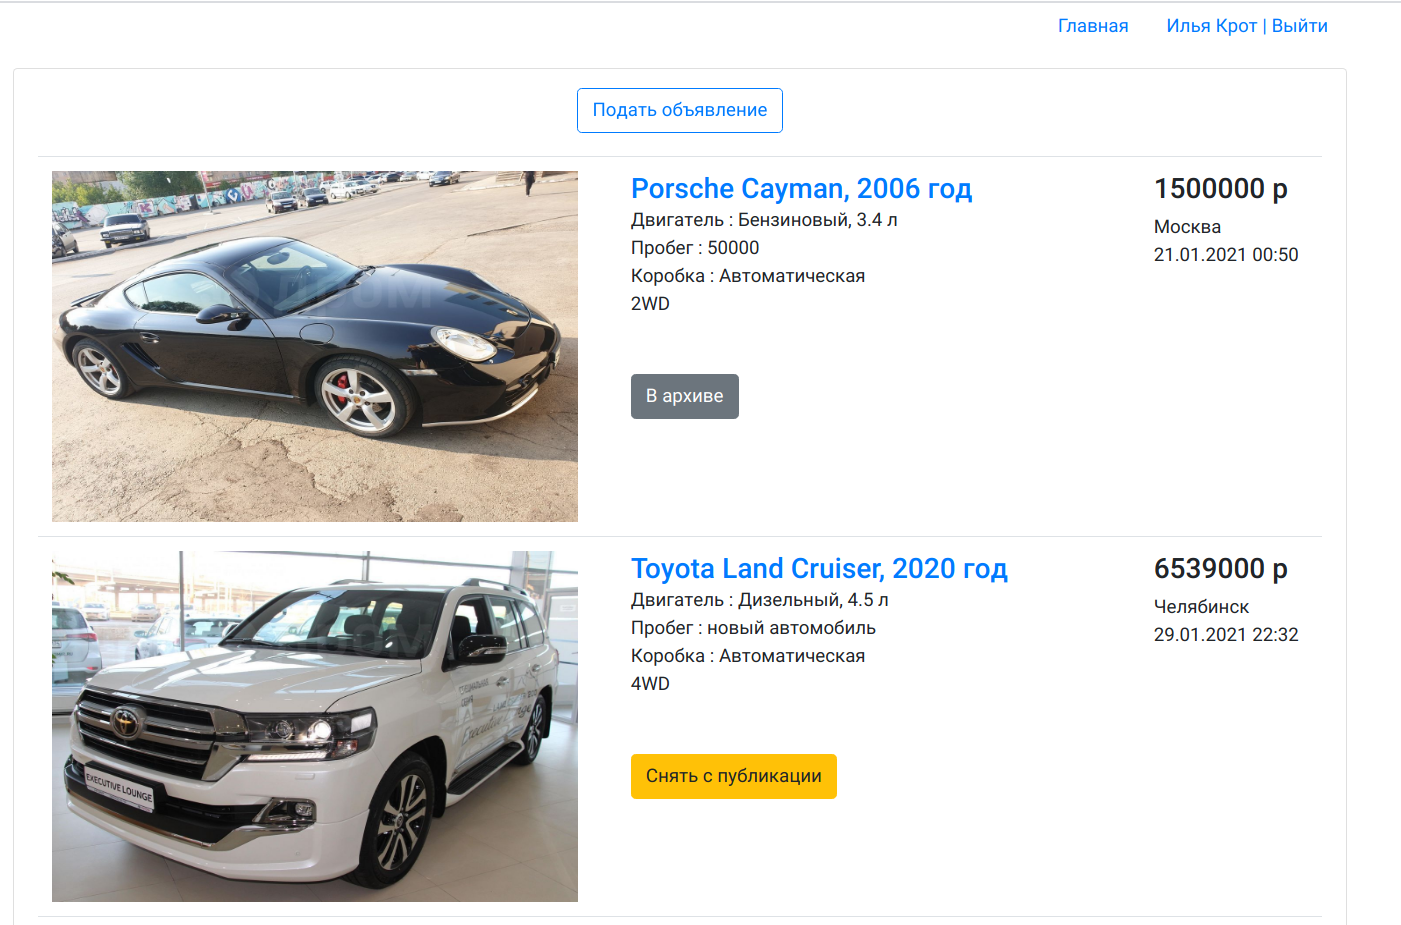 Главная Илья Крот | Выйти
Подать объявление
Porsche Cayman, 2006 год
Двигатель : Бензиновый, 3.4 л
Пробег : 50000
Коробка : Автоматическая
2WD
В архиве
1500000 р
Москва
21.01.2021 00:50
Toyota Land Cruiser, 2020 год
Двигатель : Дизельный, 4.5 л
Пробег : новый автомобиль
Коробка : Автоматическая
4WD
Снять с публикации
6539000 р
Челябинск
29.01.2021 22:32
EXECUTIVE LOUNGE